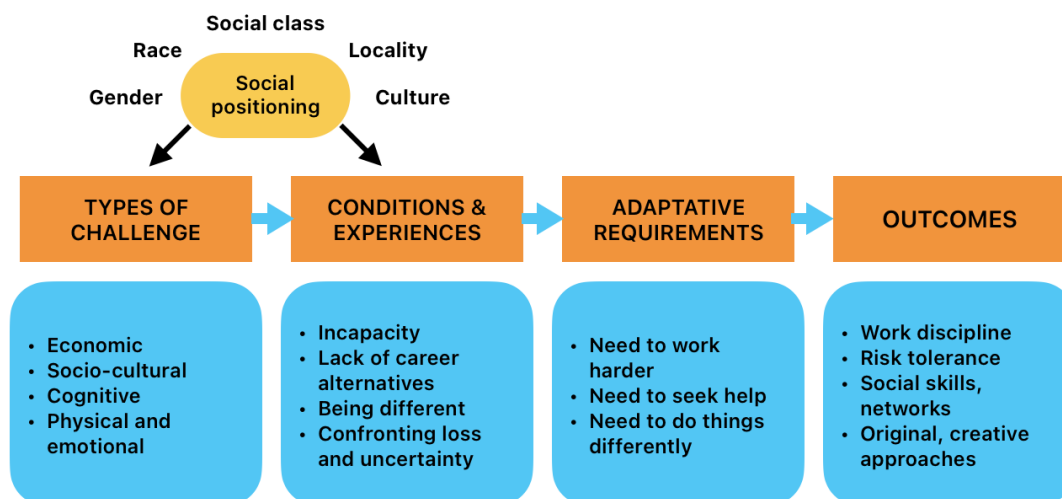 Social class
Race
Locality
Gender
Social
positioning
Culture
TYPES OF
CHALLENGE
CONDITIONS &
EXPERIENCES
ADAPTATIVE
REQUIREMENTS
OUTCOMES
• Economic
• Socio-cultural
• Cognitive
• Physical and
emotional
• Incapacity
• Lack of career
alternatives
• Being different
• Confronting loss
and uncertainty
• Need to work
harder
• Need to seek help
• Need to do things
differently
• Work discipline
• Risk tolerance
• Social skills,
networks
• Original, creative
approaches